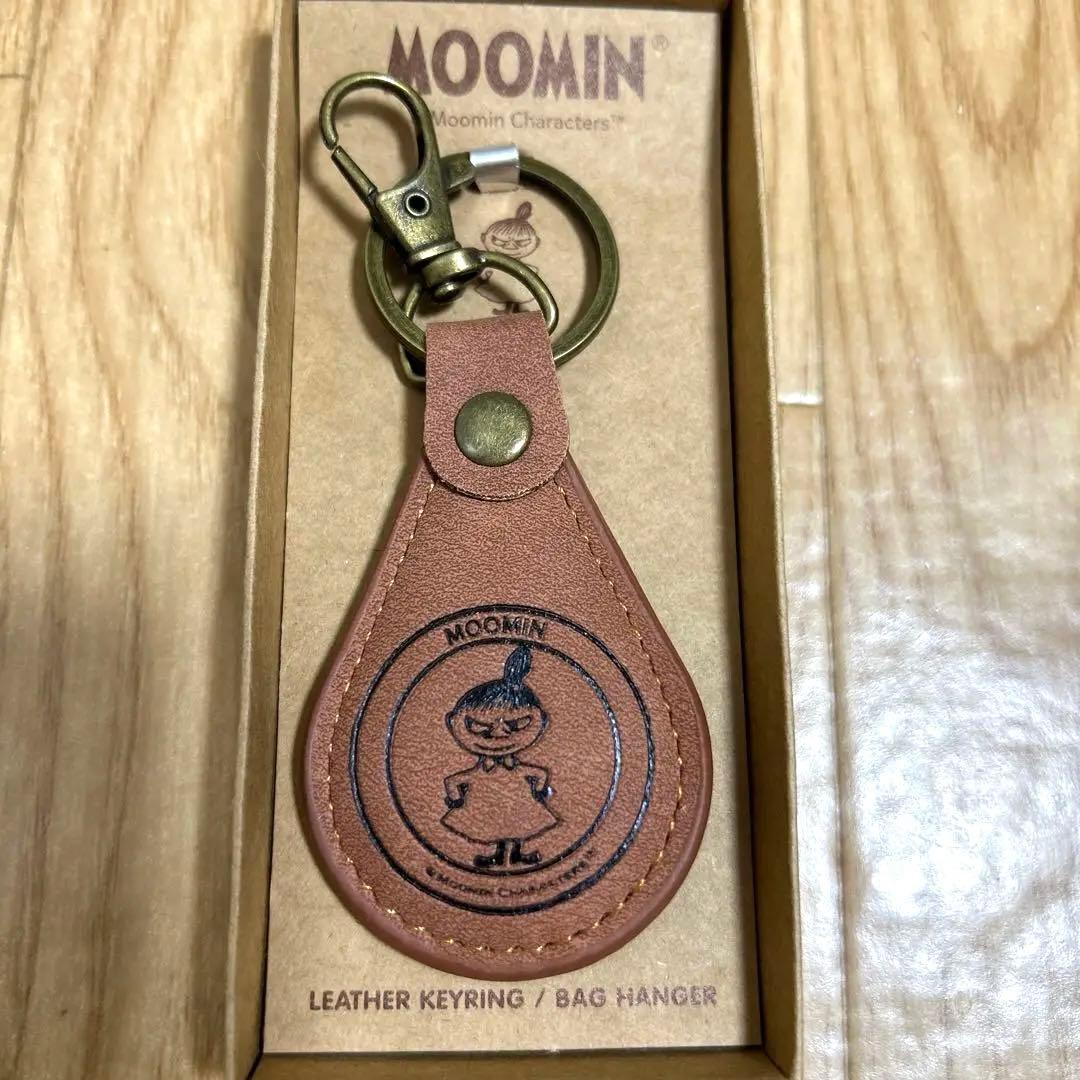 MOOMIN®
Moomin Characters™
MOOMIN
© MOOMIN CHARACTERS™
LEATHER KEYRING / BAG HANGER